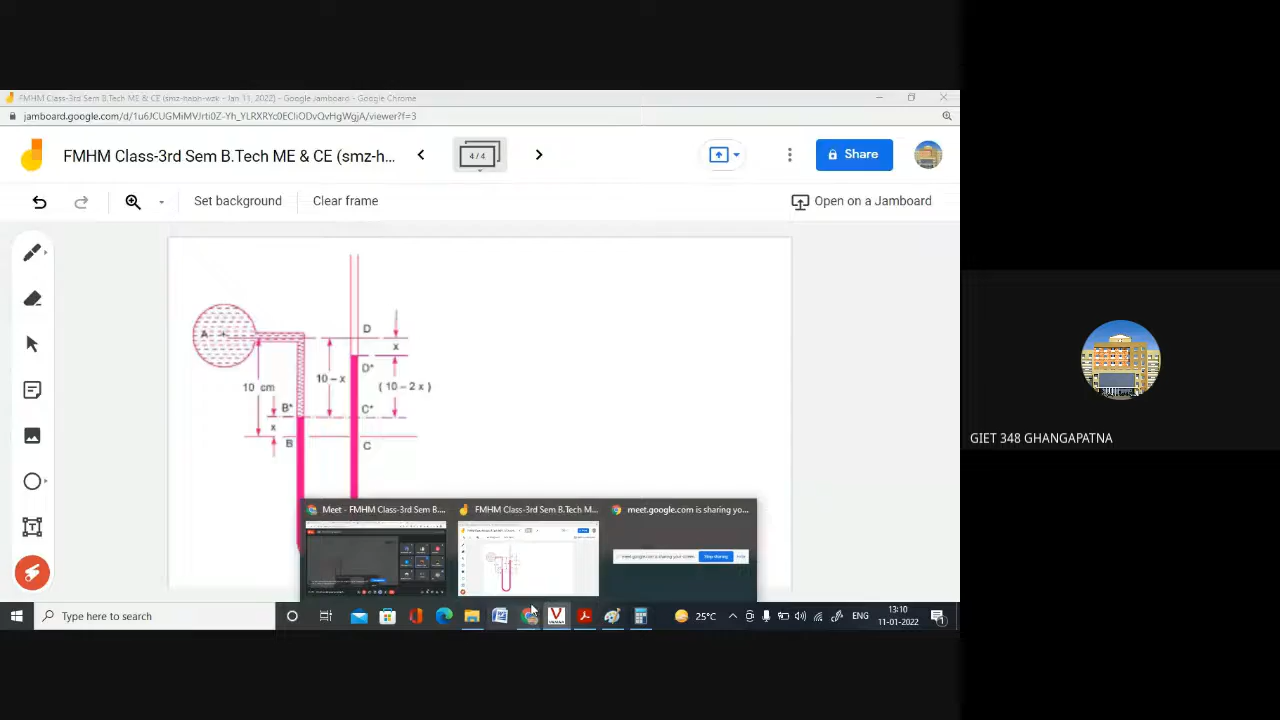 FMHM Class-3rd Sem B.Tech ME & CE (smz-hebh-wzk - Jan 11, 2022) - Google Jamboard - Google Chrome
FMHM Class-3rd Sem B.Tech ME & CE (smz-h...
4/4
Share
Set background
Clear frame
Open on a Jamboard
A
D
x
D*
10 - x
( 10 - 2 x )
10 cm
B*
C*
x
B
C
Meet - FMHM Class-3rd Sem B....
FMHM Class-3rd Sem B.Tech M...
meet.google.com is sharing yo...
Stop sharing
Type here to search
25°C
ENG
13:10
11-01-2022
GIET 348 GHANGAPATNA